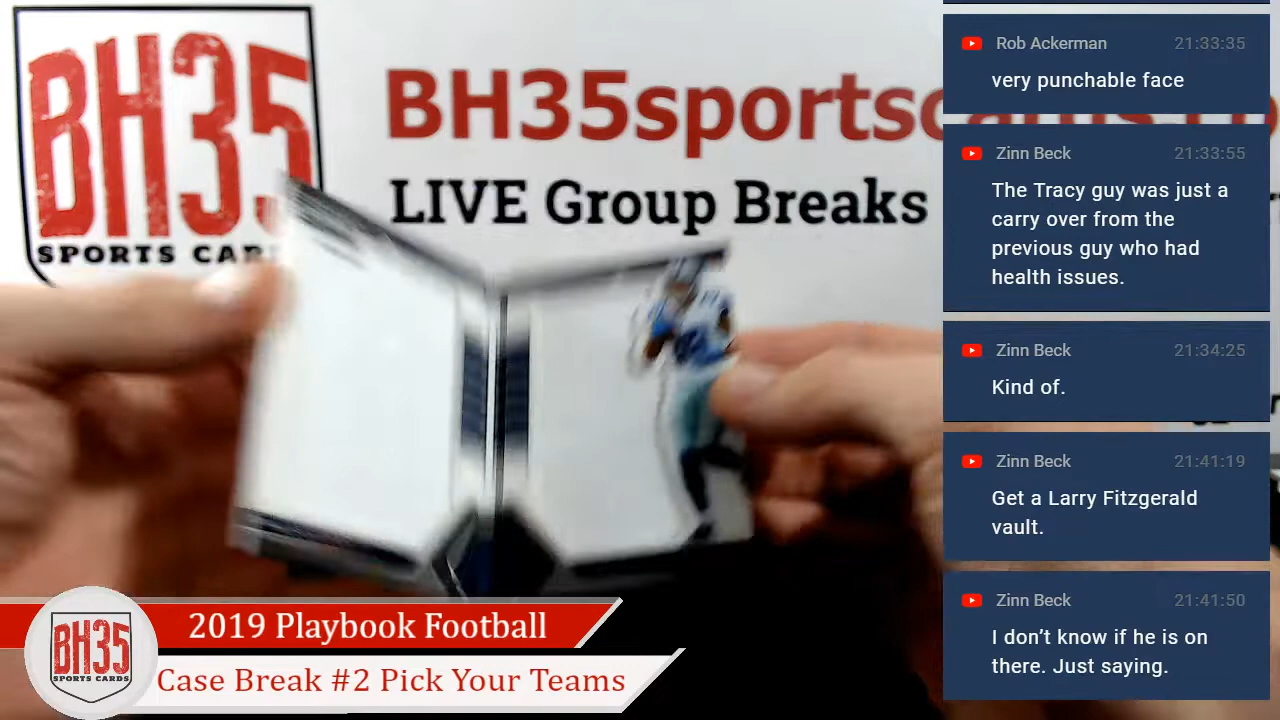 BH35
SPORTS CAR
BH35sportsc
LIVE Group Breaks
Rob Ackerman 21:33:35
very punchable face
Zinn Beck 21:33:55
The Tracy guy was just a
carry over from the
previous guy who had
health issues.
Zinn Beck 21:34:25
Kind of.
Zinn Beck 21:41:19
Get a Larry Fitzgerald
vault.
Zinn Beck 21:41:50
I don't know if he is on
there. Just saying.
BH35
SPORTS CARDS
2019 Playbook Football
Case Break #2 Pick Your Teams